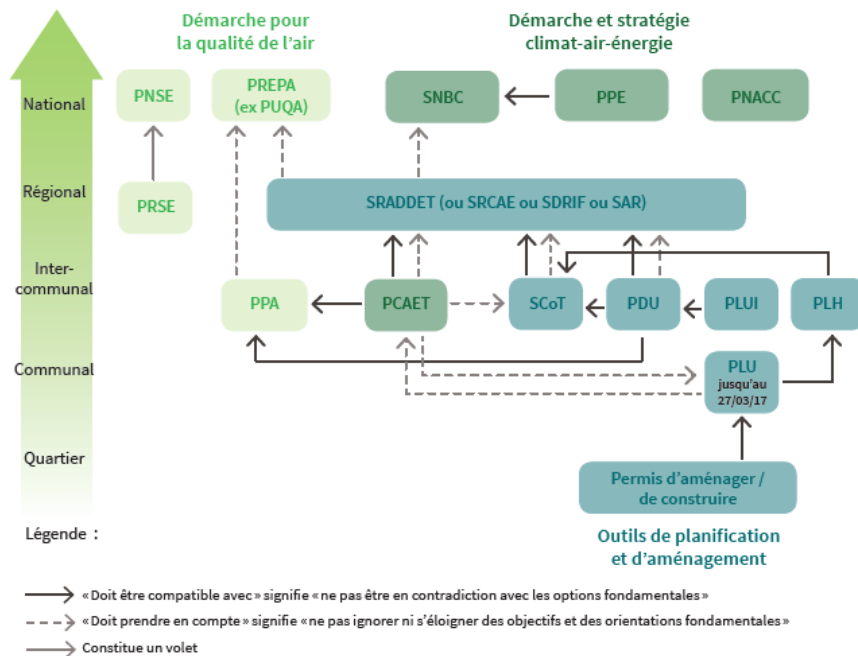 Démarche pour
la qualité de l’air
Démarche et stratégie
climat-air-énergie
National
PNSE
PREPA
(ex PUQA)
SNBC
PPE
PNACC
Régional
PRSE
SRADDET (ou SRCAE ou SDRIF ou SAR)
Inter-
communal
PPA
PCAET
SCoT
PDU
PLUI
PLH
Communal
PLU
jusqu’au
27/03/17
Quartier
Permis d’aménager /
de construire
Légende :
Outils de planification
et d’aménagement
« Doit être compatible avec » signifie « ne pas être en contradiction avec les options fondamentales »
« Doit prendre en compte » signifie « ne pas ignorer ni s’éloigner des objectifs et des orientations fondamentales »
Constitue un volet